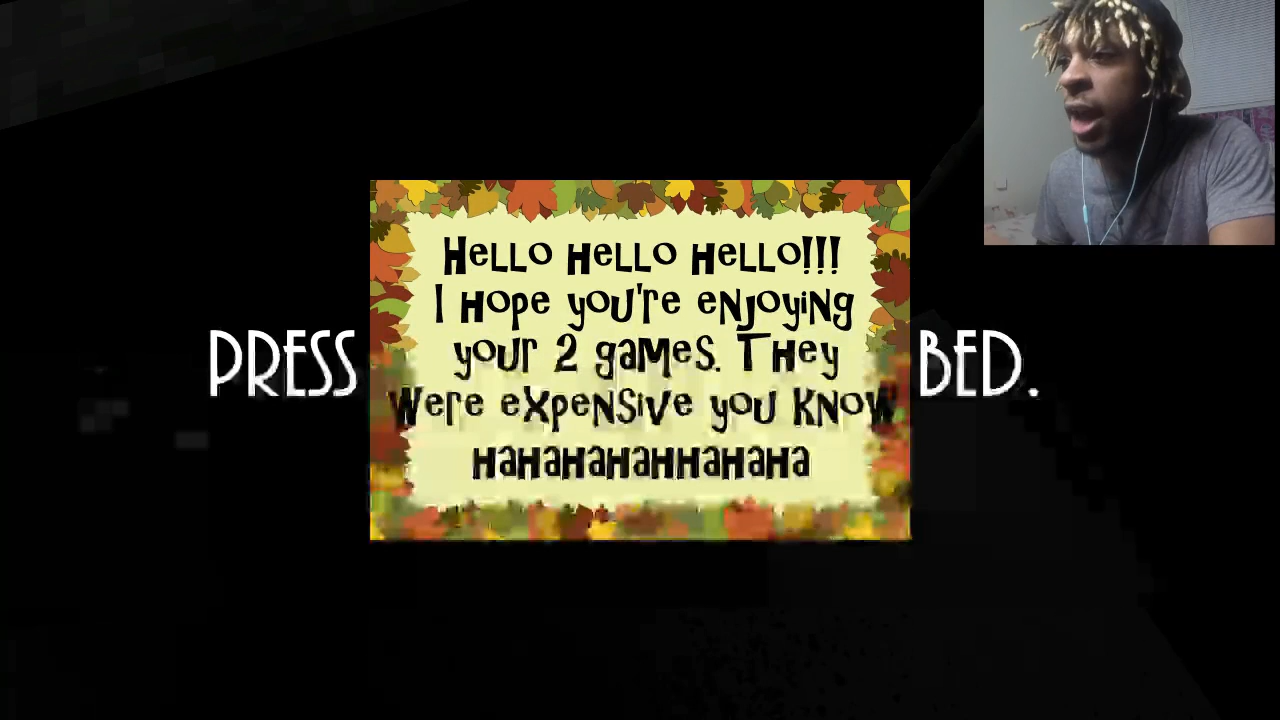 Hello Hello Hello!!!
I Hope you're enjoying
your 2 games. They
Were expensive you know
HaHaHaHaHHaHaHa
PRESS BED.